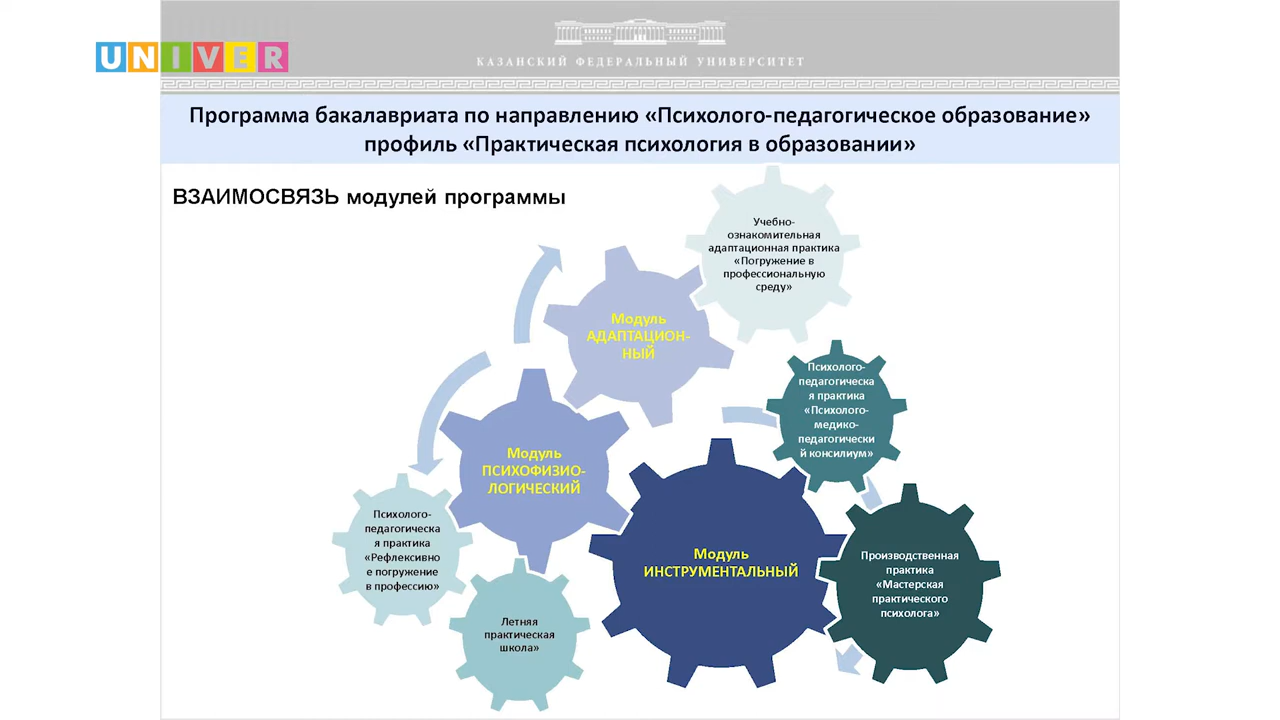 UNIVER
КАЗАНСКИЙ ФЕДЕРАЛЬНЫЙ УНИВЕРСИТЕТ
Программа бакалавриата по направлению «Психолого-педагогическое образование»
профиль «Практическая психология в образовании»
ВЗАИМОСВЯЗЬ модулей программы
Учебно-
ознакомительная
адаптационная практика
«Погружение в
профессиональную
среду»
Модуль
АДАПТАЦИОН-
НЫЙ
Психолого-
педагогическа
я практика
«Психолого-
медико-
педагогически
й консилиум»
Модуль
ПСИХОФИЗИО-
ЛОГИЧЕСКИЙ
Психолого-
педагогическа
я практика
«Рефлексивно
е погружение
в профессию»
Модуль
ИНСТРУМЕНТАЛЬНЫЙ
Производственная
практика
«Мастерская
практического
психолога»
Летняя
практическая
школа»